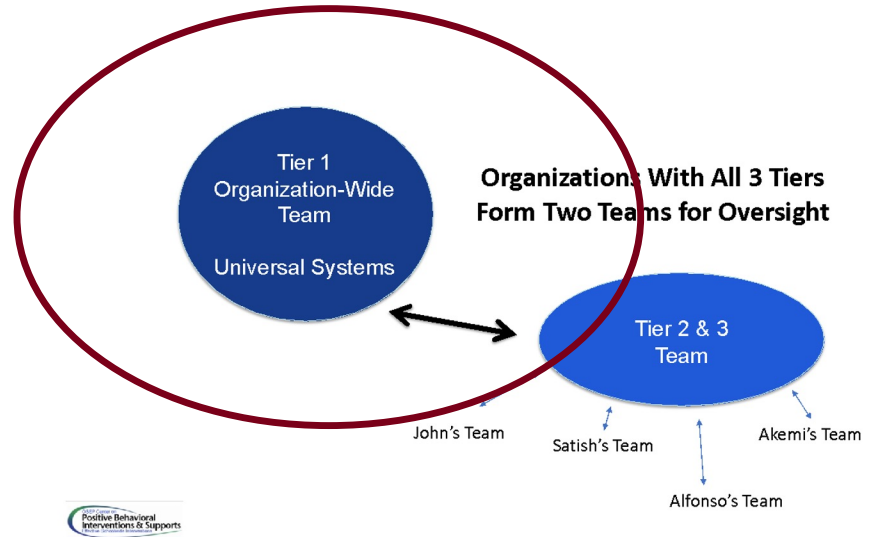 Tier 1
Organization-Wide
Team
Universal Systems
Organizations With All 3 Tiers
Form Two Teams for Oversight
Tier 2 & 3
Team
John's Team
Satish's Team
Akemi's Team
Alfonso's Team
Positive Behavioral
Interventions & Supports